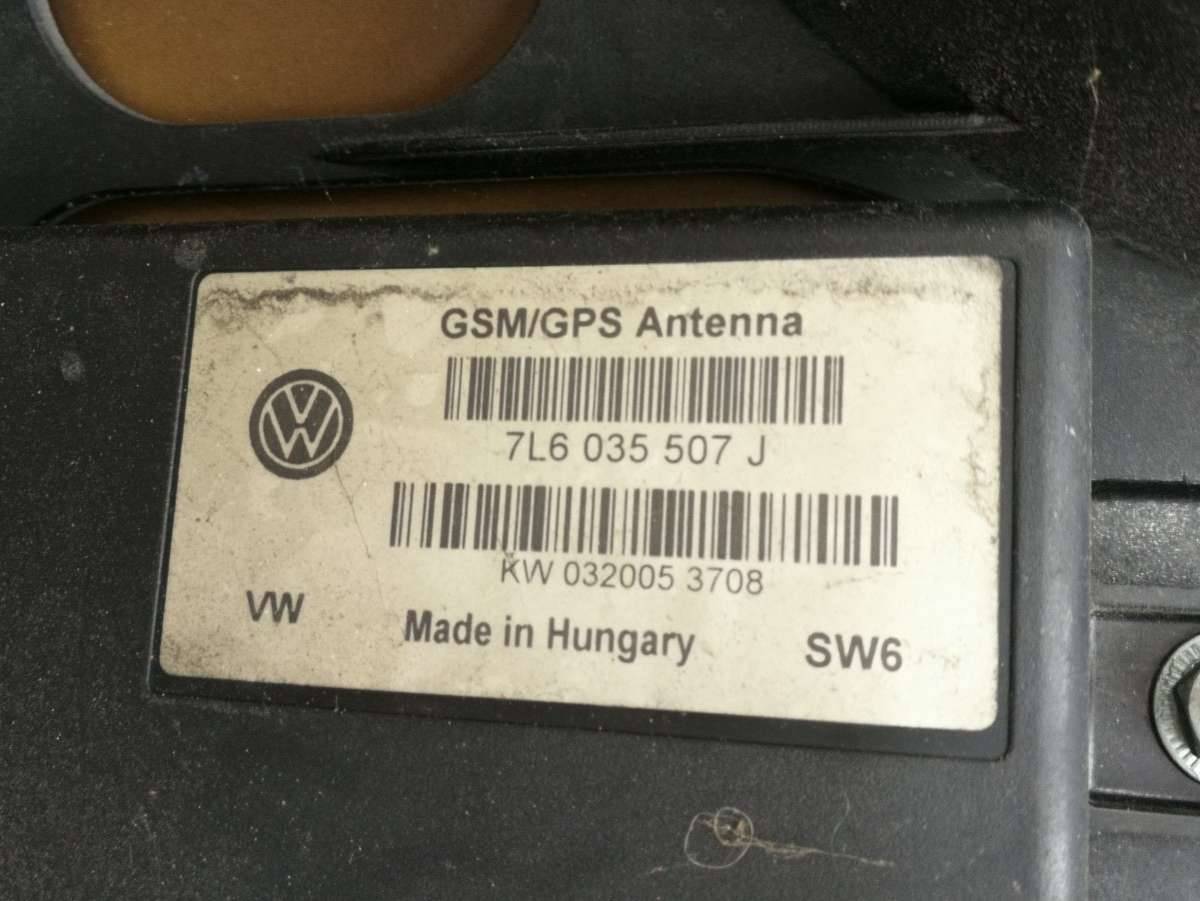 GSM/GPS Antenna
7L6 035 507 J
KW 032005 3708
VW
Made in Hungary
SW6